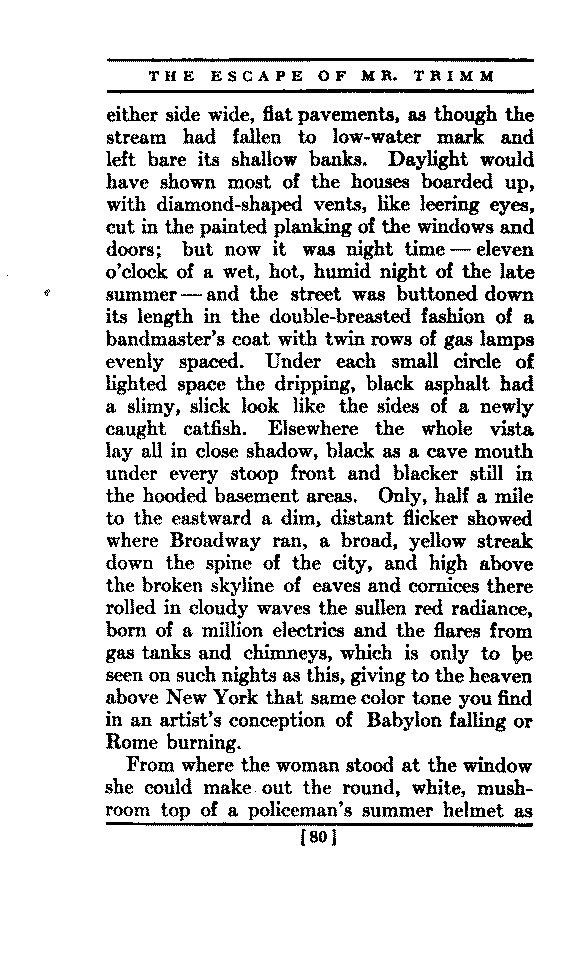 THE ESCAPE OF MR. TRIMM
either side wide, flat pavements, as though the
stream had fallen to low-water mark and
left bare its shallow banks. Daylight would
have shown most of the houses boarded up,
with diamond-shaped vents, like leering eyes,
cut in the painted planking of the windows and
doors; but now it was night time — eleven
o'clock of a wet, hot, humid night of the late
summer — and the street was buttoned down
its length in the double-breasted fashion of a
bandmaster's coat with twin rows of gas lamps
evenly spaced. Under each small circle of
lighted space the dripping, black asphalt had
a slimy, slick look like the sides of a newly
caught catfish. Elsewhere the whole vista
lay all in close shadow, black as a cave mouth
under every stoop front and blacker still in
the hooded basement areas. Only, half a mile
to the eastward a dim, distant flicker showed
where Broadway ran, a broad, yellow streak
down the spine of the city, and high above
the broken skyline of eaves and cornices there
rolled in cloudy waves the sullen red radiance,
born of a million electrics and the flares from
gas tanks and chimneys, which is only to be
seen on such nights as this, giving to the heaven
above New York that same color tone you find
in an artist's conception of Babylon falling or
Rome burning.
From where the woman stood at the window
she could make out the round, white, mush-
room top of a policeman's summer helmet as
[80]